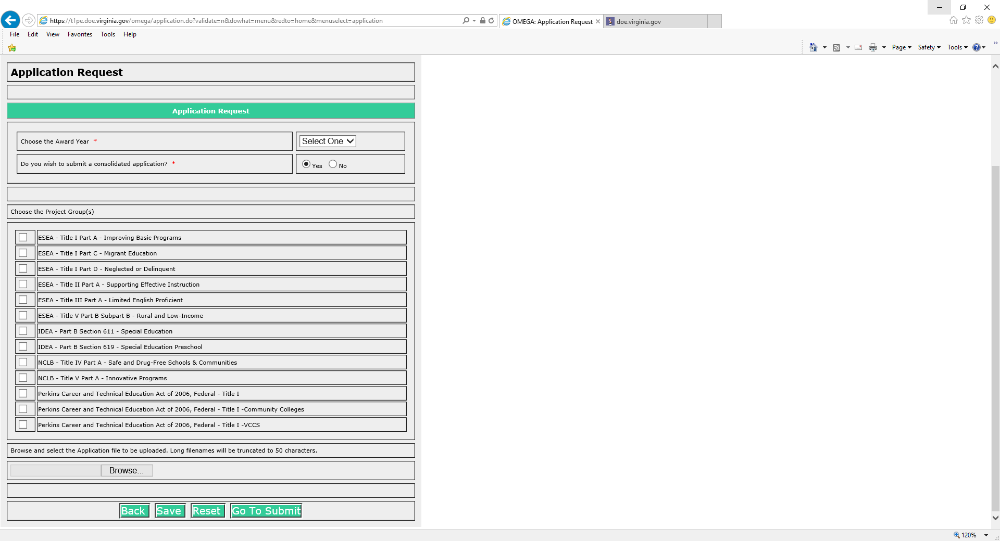 https://t1pe.doe.virginia.gov/omega/application.do?validate=n&dowhat=menu&redto=home&menuselect=application
OMEGA: Application Request
doe.virginia.gov
File Edit View Favorites Tools Help
Page Safety Tools
Application Request
Application Request
Choose the Award Year *
Select One
Do you wish to submit a consolidated application? *
Yes No
Choose the Project Group(s)
ESEA - Title I Part A - Improving Basic Programs
ESEA - Title I Part C - Migrant Education
ESEA - Title I Part D - Neglected or Delinquent
ESEA - Title II Part A - Supporting Effective Instruction
ESEA - Title III Part A - Limited English Proficient
ESEA - Title V Part B Subpart B - Rural and Low-Income
IDEA - Part B Section 611 - Special Education
IDEA - Part B Section 619 - Special Education Preschool
NCLB - Title IV Part A - Safe and Drug-Free Schools & Communities
NCLB - Title V Part A - Innovative Programs
Perkins Career and Technical Education Act of 2006, Federal - Title I
Perkins Career and Technical Education Act of 2006, Federal - Title I -Community Colleges
Perkins Career and Technical Education Act of 2006, Federal - Title I -VCCS
Browse and select the Application file to be uploaded. Long filenames will be truncated to 50 characters.
Browse...
Back Save Reset Go To Submit
120%